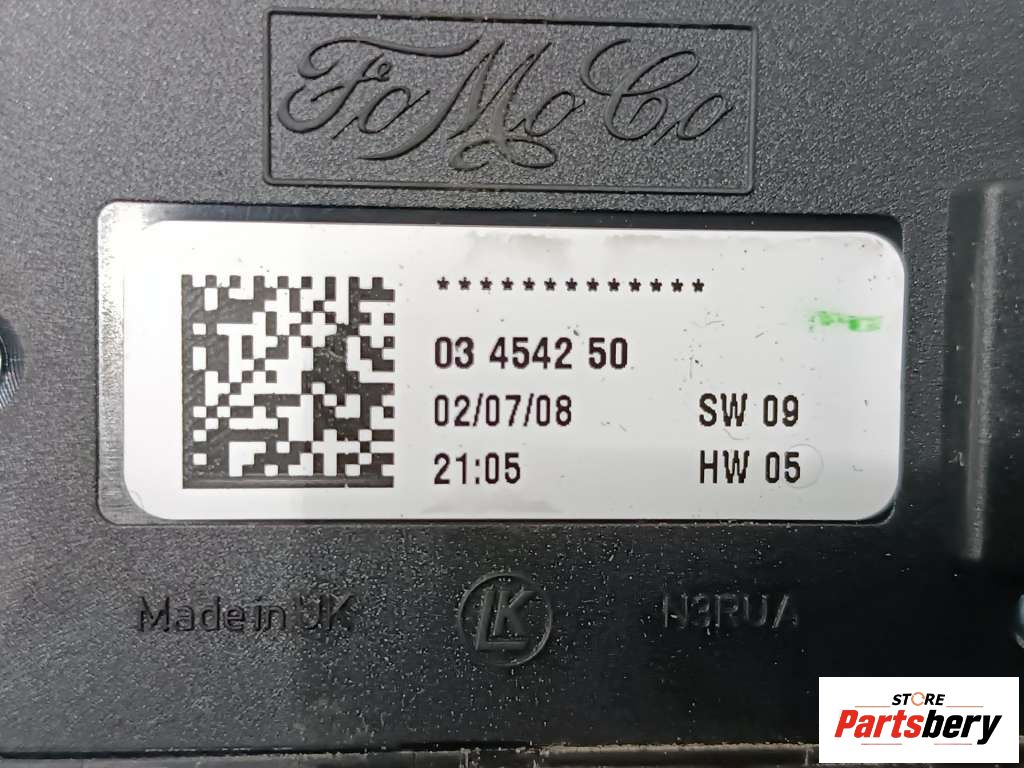 FoMoCo
*************
03 4542 50
02/07/08 SW 09
21:05 HW 05
Made in UK LK N3RUA
STORE
Partsbery